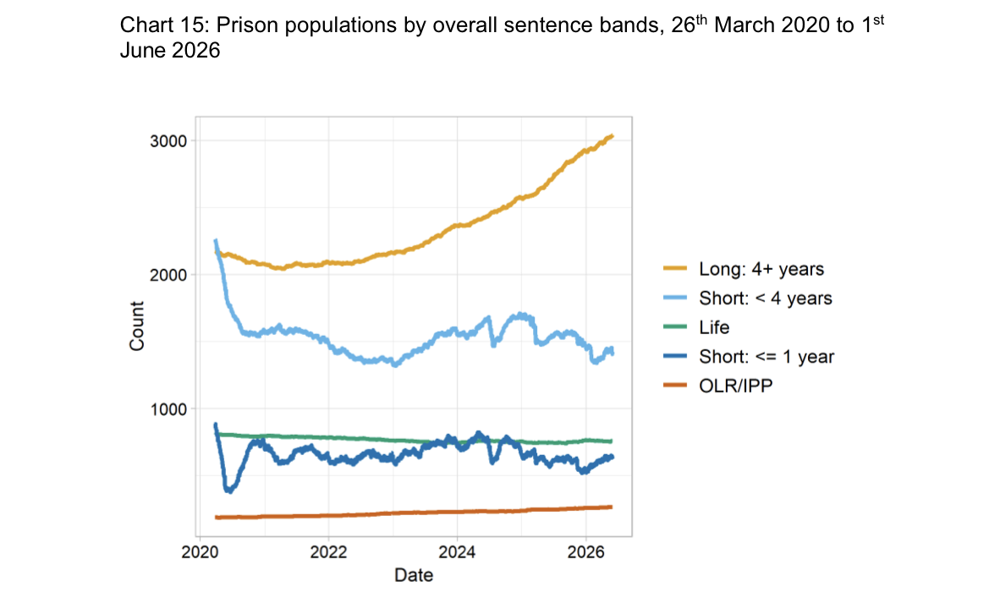 Chart 15: Prison populations by overall sentence bands, 26th March 2020 to 1st
June 2026
3000
2000
1000
Count
2020 2022 2024 2026
Date
Long: 4+ years
Short: < 4 years
Life
Short: <= 1 year
OLR/IPP